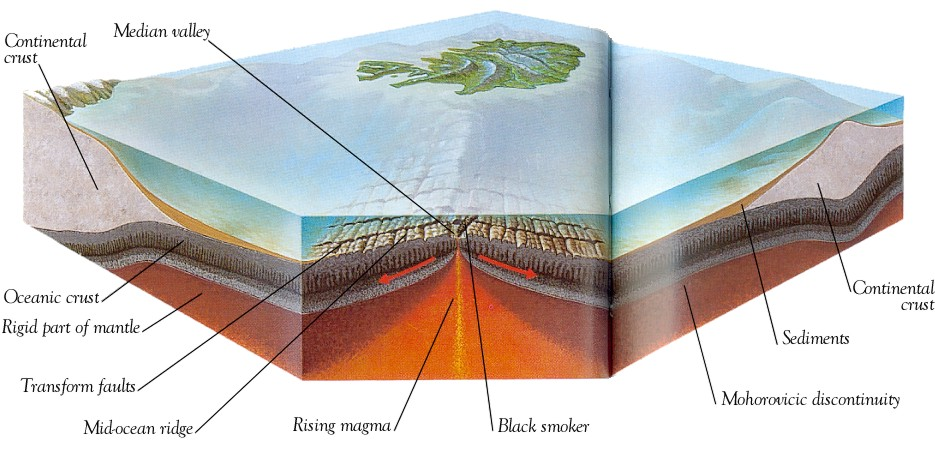 Median valley
Continental
crust
Oceanic crust
Rigid part of mantle
Transform faults
Mid-ocean ridge
Rising magma
Black smoker
Continental
crust
Sediments
Mohorovicic discontinuity